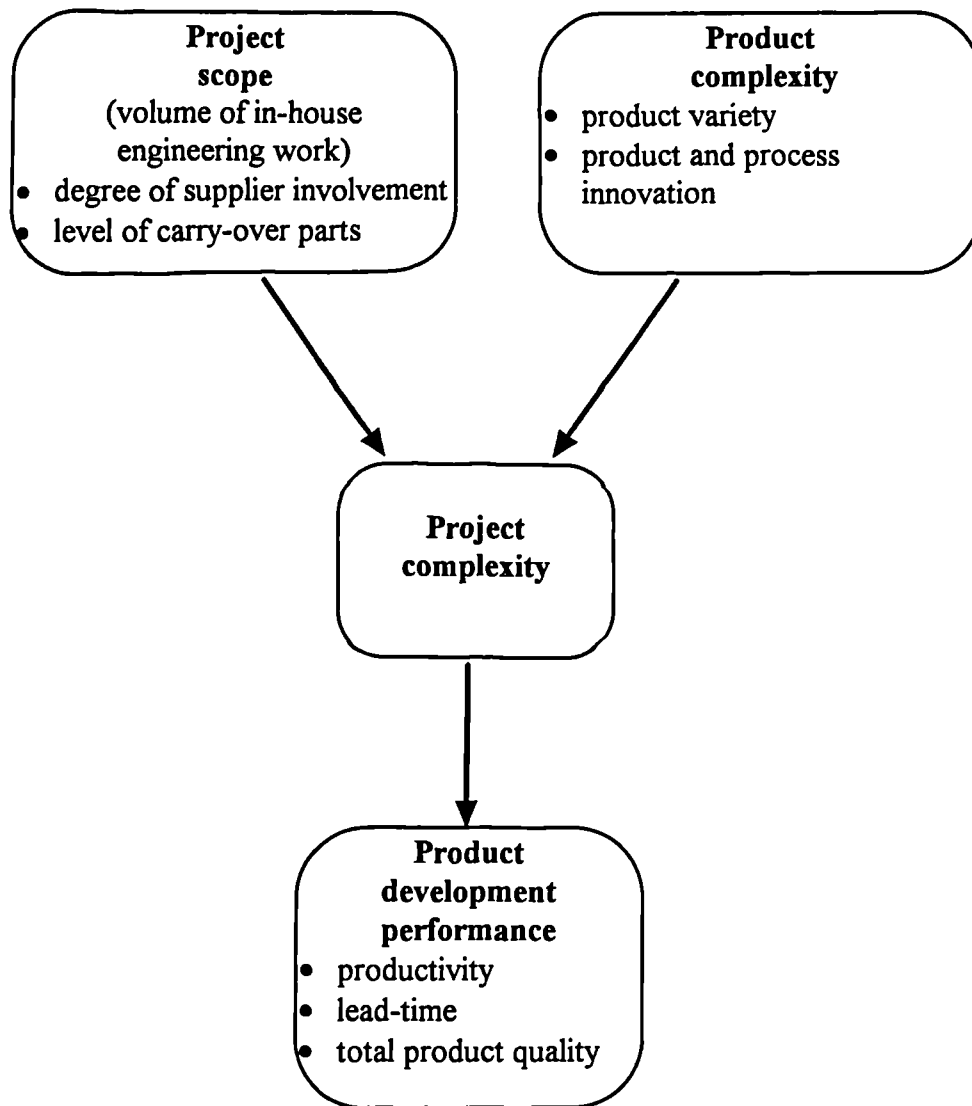 Project
scope
(volume of in-house
engineering work)
• degree of supplier involvement
• level of carry-over parts
Product
complexity
• product variety
• product and process
innovation
Project
complexity
Product
development
performance
• productivity
• lead-time
• total product quality